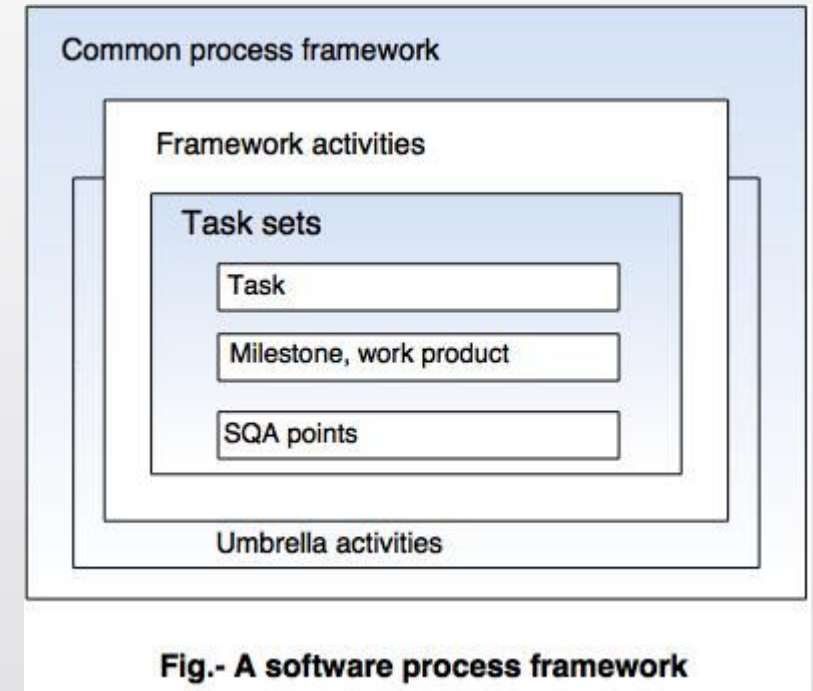 Common process framework
Framework activities
Task sets
Task
Milestone, work product
SQA points
Umbrella activities
Fig.- A software process framework